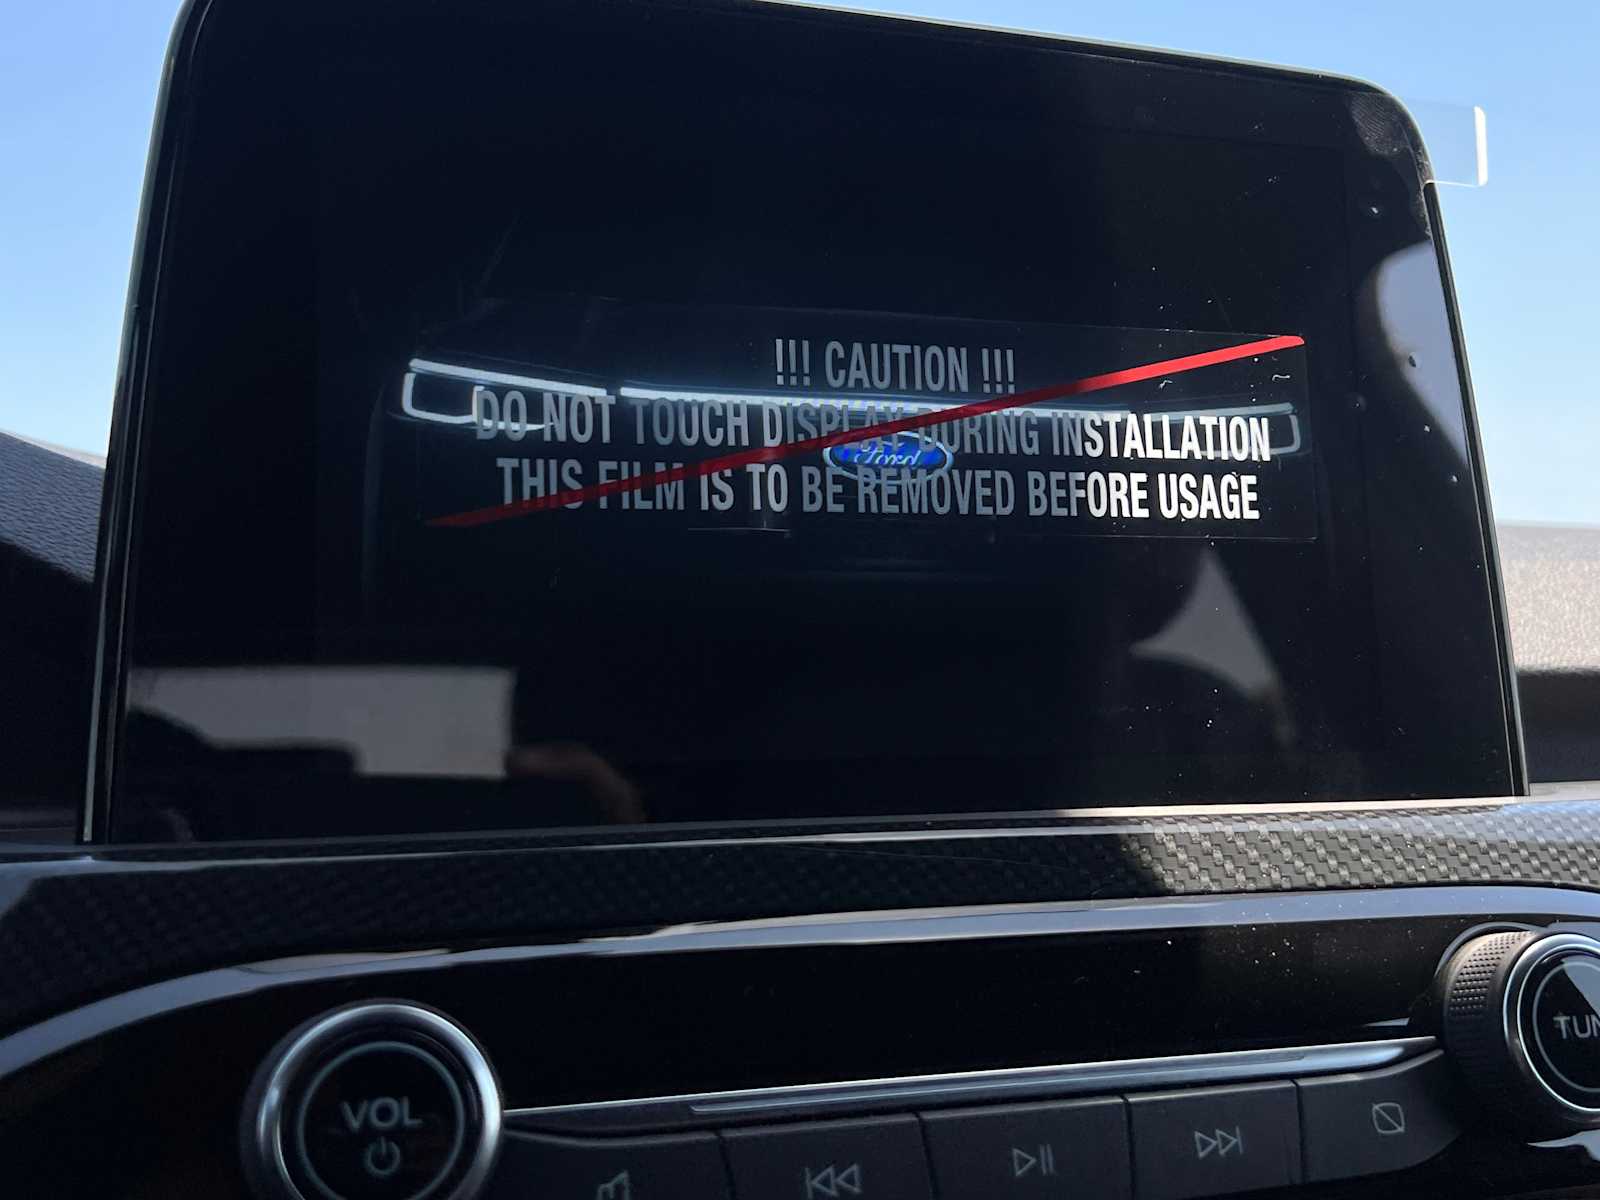 !!! CAUTION !!!
DO NOT TOUCH DISPLAY DURING INSTALLATION
Ford
THIS FILM IS TO BE REMOVED BEFORE USAGE
VOL
TUN